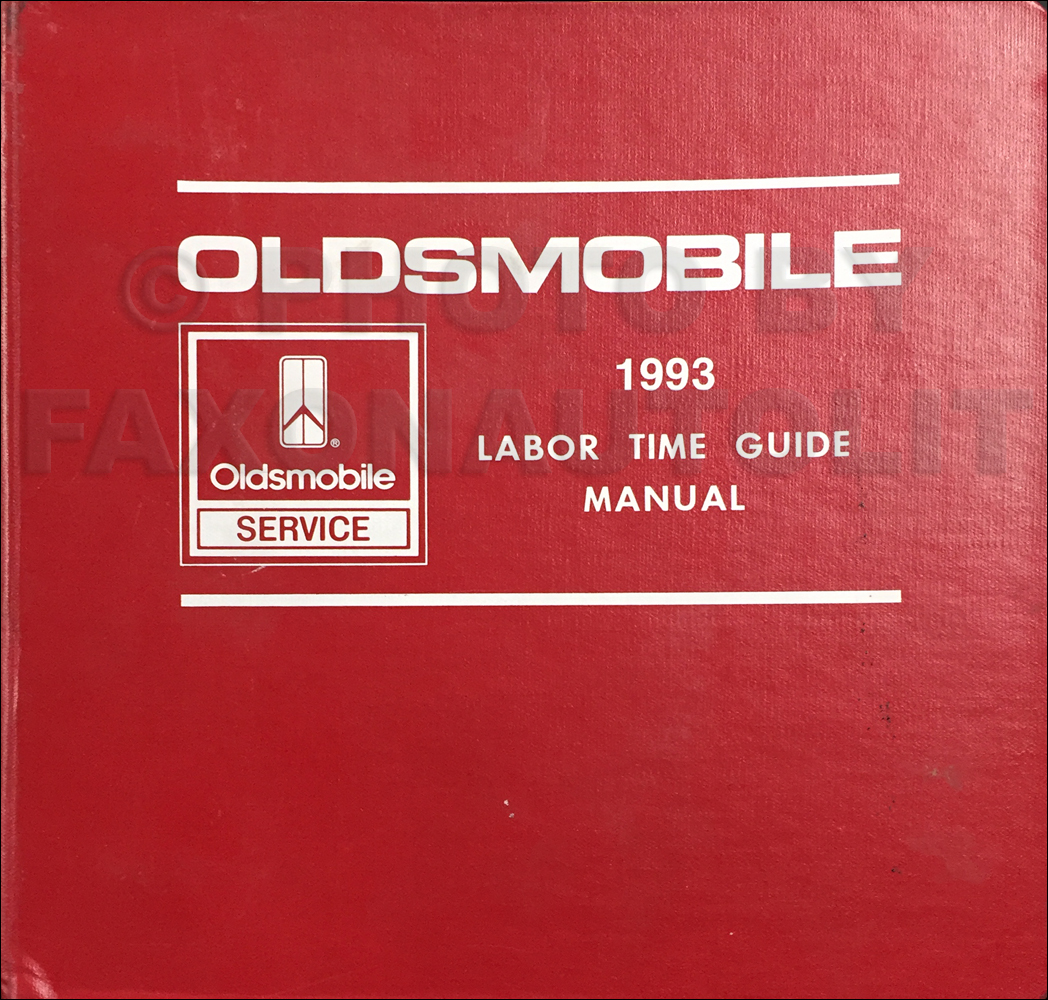 OLDSMOBILE
© PHOTO BY
FAXONAUTOLIT
1993
LABOR TIME GUIDE
MANUAL
®
Oldsmobile
SERVICE